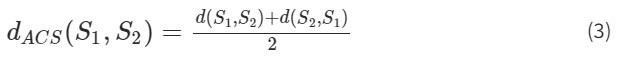 d_{ACS}(S_1, S_2) = \frac{d(S_1,S_2)+d(S_2,S_1)}{2} (3)